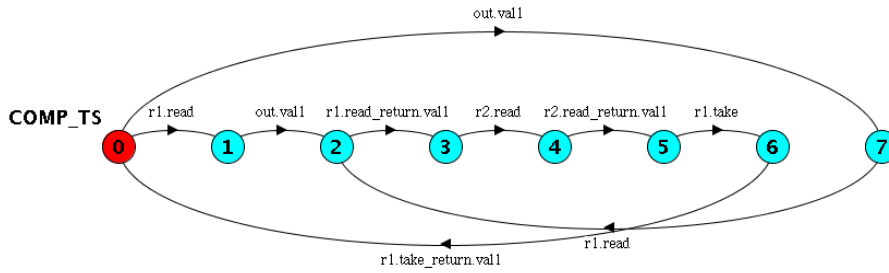 out.val1
r1.read
out.val1
r1.read_return.val1
r2.read
r2.read_return.val1
r1.take
COMP_TS
0
1
2
3
4
5
6
7
r1.read
r1.take_return.val1